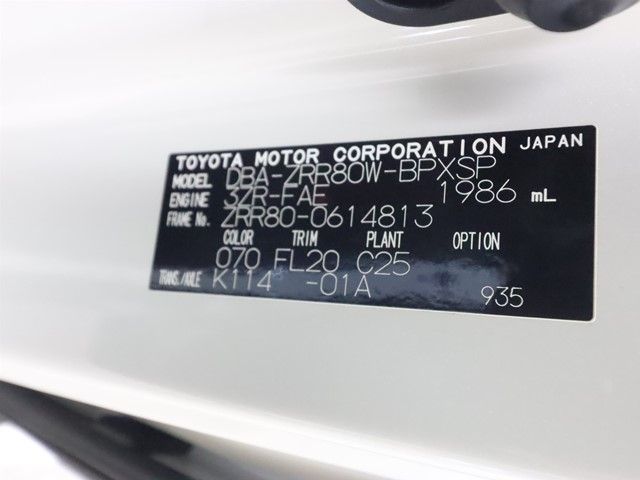 TOYOTA MOTOR CORPORATION JAPAN
MODEL DBA-ZRR80W-BPXSP
ENGINE 3ZR-FAE 1986 mL
FRAME No. ZRR80-0614813
COLOR TRIM PLANT OPTION
070 FL20 C25
TRANS./AXLE K114 -01A 935